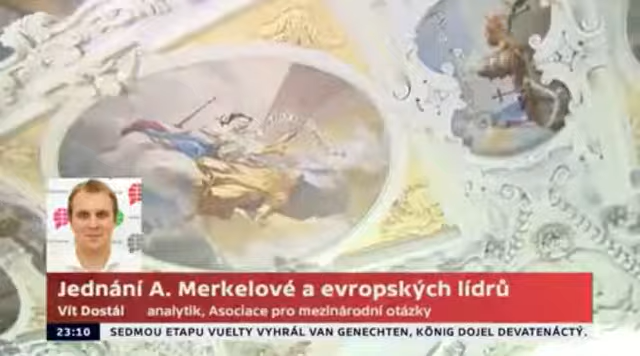 Jednání A. Merkelové a evropských lídrů
Vít Dostál analytik, Asociace pro mezinárodní otázky
23:10 SEDMOU ETAPU VUELTY VYHRÁL VAN GENECHTEN, KÖNIG DOJEL DEVATENÁCTÝ.